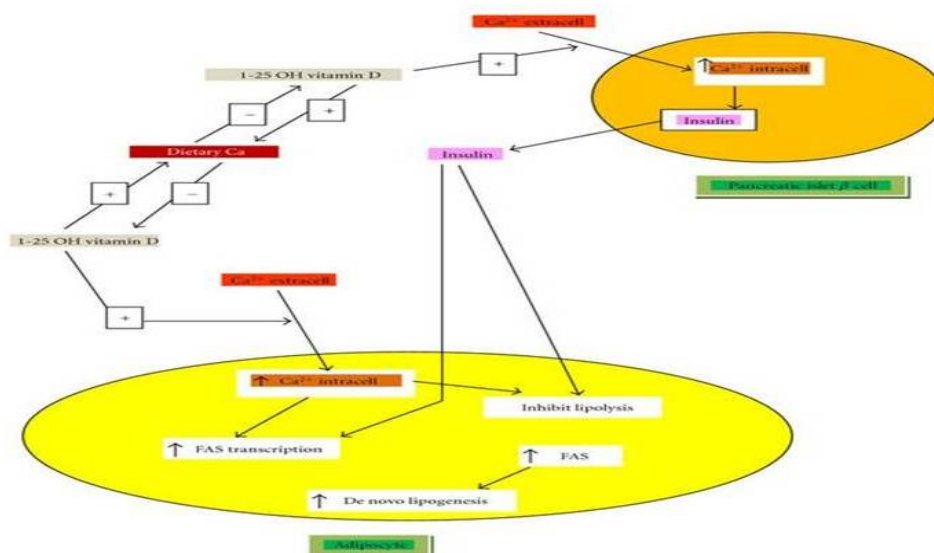 Ca²⁺ extracell
1-25 OH vitamin D
+
↑ Ca²⁺ intracell
−
+
Insulin
Dietary Ca
Insulin
+
−
Pancreatic islet β cell
1-25 OH vitamin D
Ca²⁺ extracell
+
↑ Ca²⁺ intracell
Inhibit lipolysis
↑ FAS transcription
↑ FAS
↑ De novo lipogenesis
Adipocyte